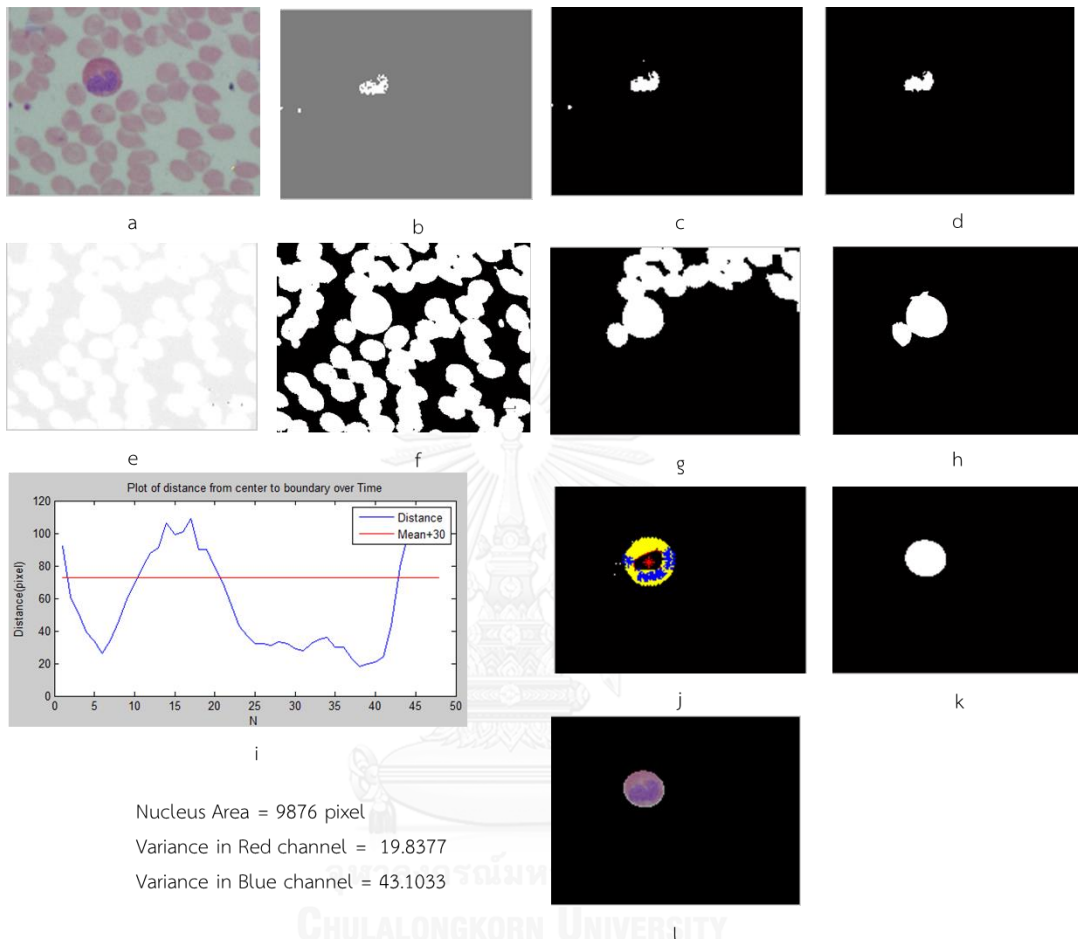 a
b
c
d
e
f
g
h
Plot of distance from center to boundary over Time
Distance
Mean+30
Distance(pixel)
120
100
80
60
40
20
0
0 5 10 15 20 25 30 35 40 45 50
N
i
j
k
Nucleus Area = 9876 pixel
Variance in Red channel = 19.8377
Variance in Blue channel = 43.1033
CHULALONGKORN UNIVERSITY
l